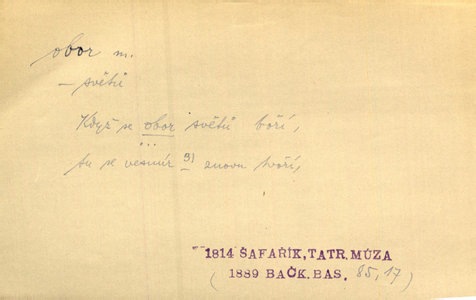 obor m.
– světů
Když se obor světů boří,
...
tu se vesmír znovu tvoří,
1814 ŠAFAŘÍK, TATR. MÚZA
(1889 BAČK. BAS. 85, 17)